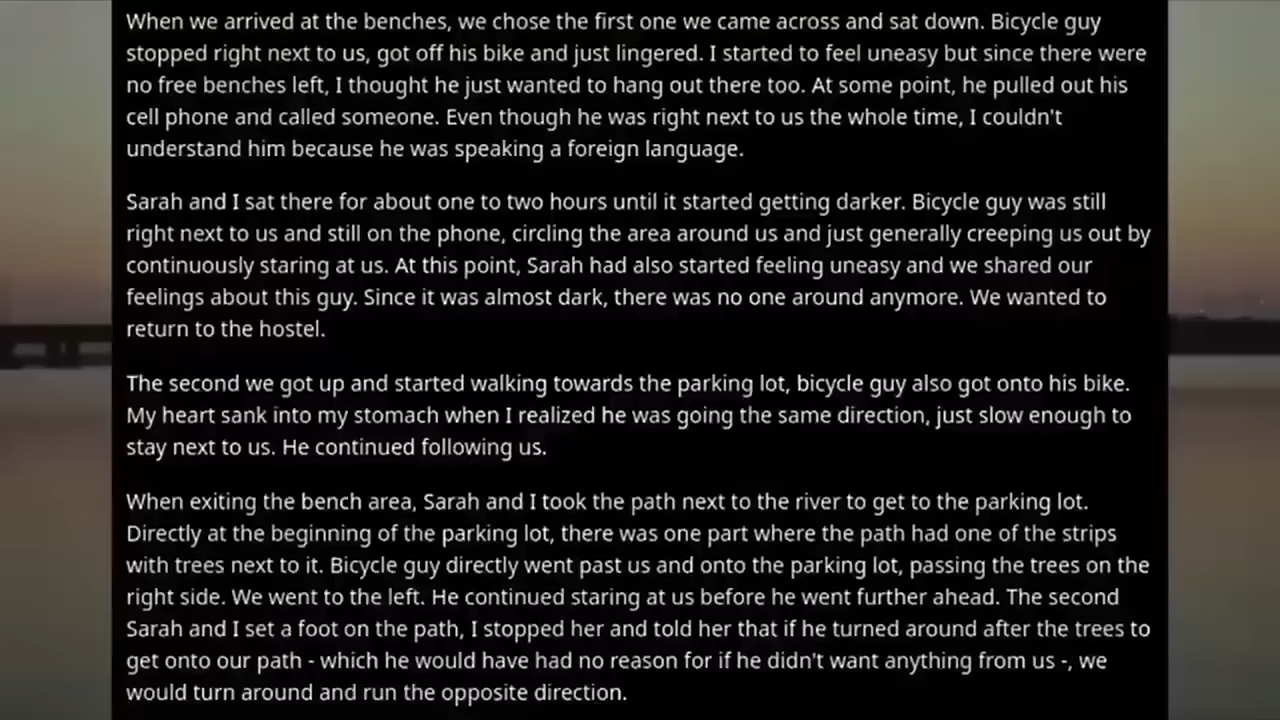 When we arrived at the benches, we chose the first one we came across and sat down. Bicycle guy
stopped right next to us, got off his bike and just lingered. I started to feel uneasy but since there were
no free benches left, I thought he just wanted to hang out there too. At some point, he pulled out his
cell phone and called someone. Even though he was right next to us the whole time, I couldn't
understand him because he was speaking a foreign language.
Sarah and I sat there for about one to two hours until it started getting darker. Bicycle guy was still
right next to us and still on the phone, circling the area around us and just generally creeping us out by
continuously staring at us. At this point, Sarah had also started feeling uneasy and we shared our
feelings about this guy. Since it was almost dark, there was no one around anymore. We wanted to
return to the hostel.
The second we got up and started walking towards the parking lot, bicycle guy also got onto his bike.
My heart sank into my stomach when I realized he was going the same direction, just slow enough to
stay next to us. He continued following us.
When exiting the bench area, Sarah and I took the path next to the river to get to the parking lot.
Directly at the beginning of the parking lot, there was one part where the path had one of the strips
with trees next to it. Bicycle guy directly went past us and onto the parking lot, passing the trees on the
right side. We went to the left. He continued staring at us before he went further ahead. The second
Sarah and I set a foot on the path, I stopped her and told her that if he turned around after the trees to
get onto our path - which he would have had no reason for if he didn't want anything from us -, we
would turn around and run the opposite direction.